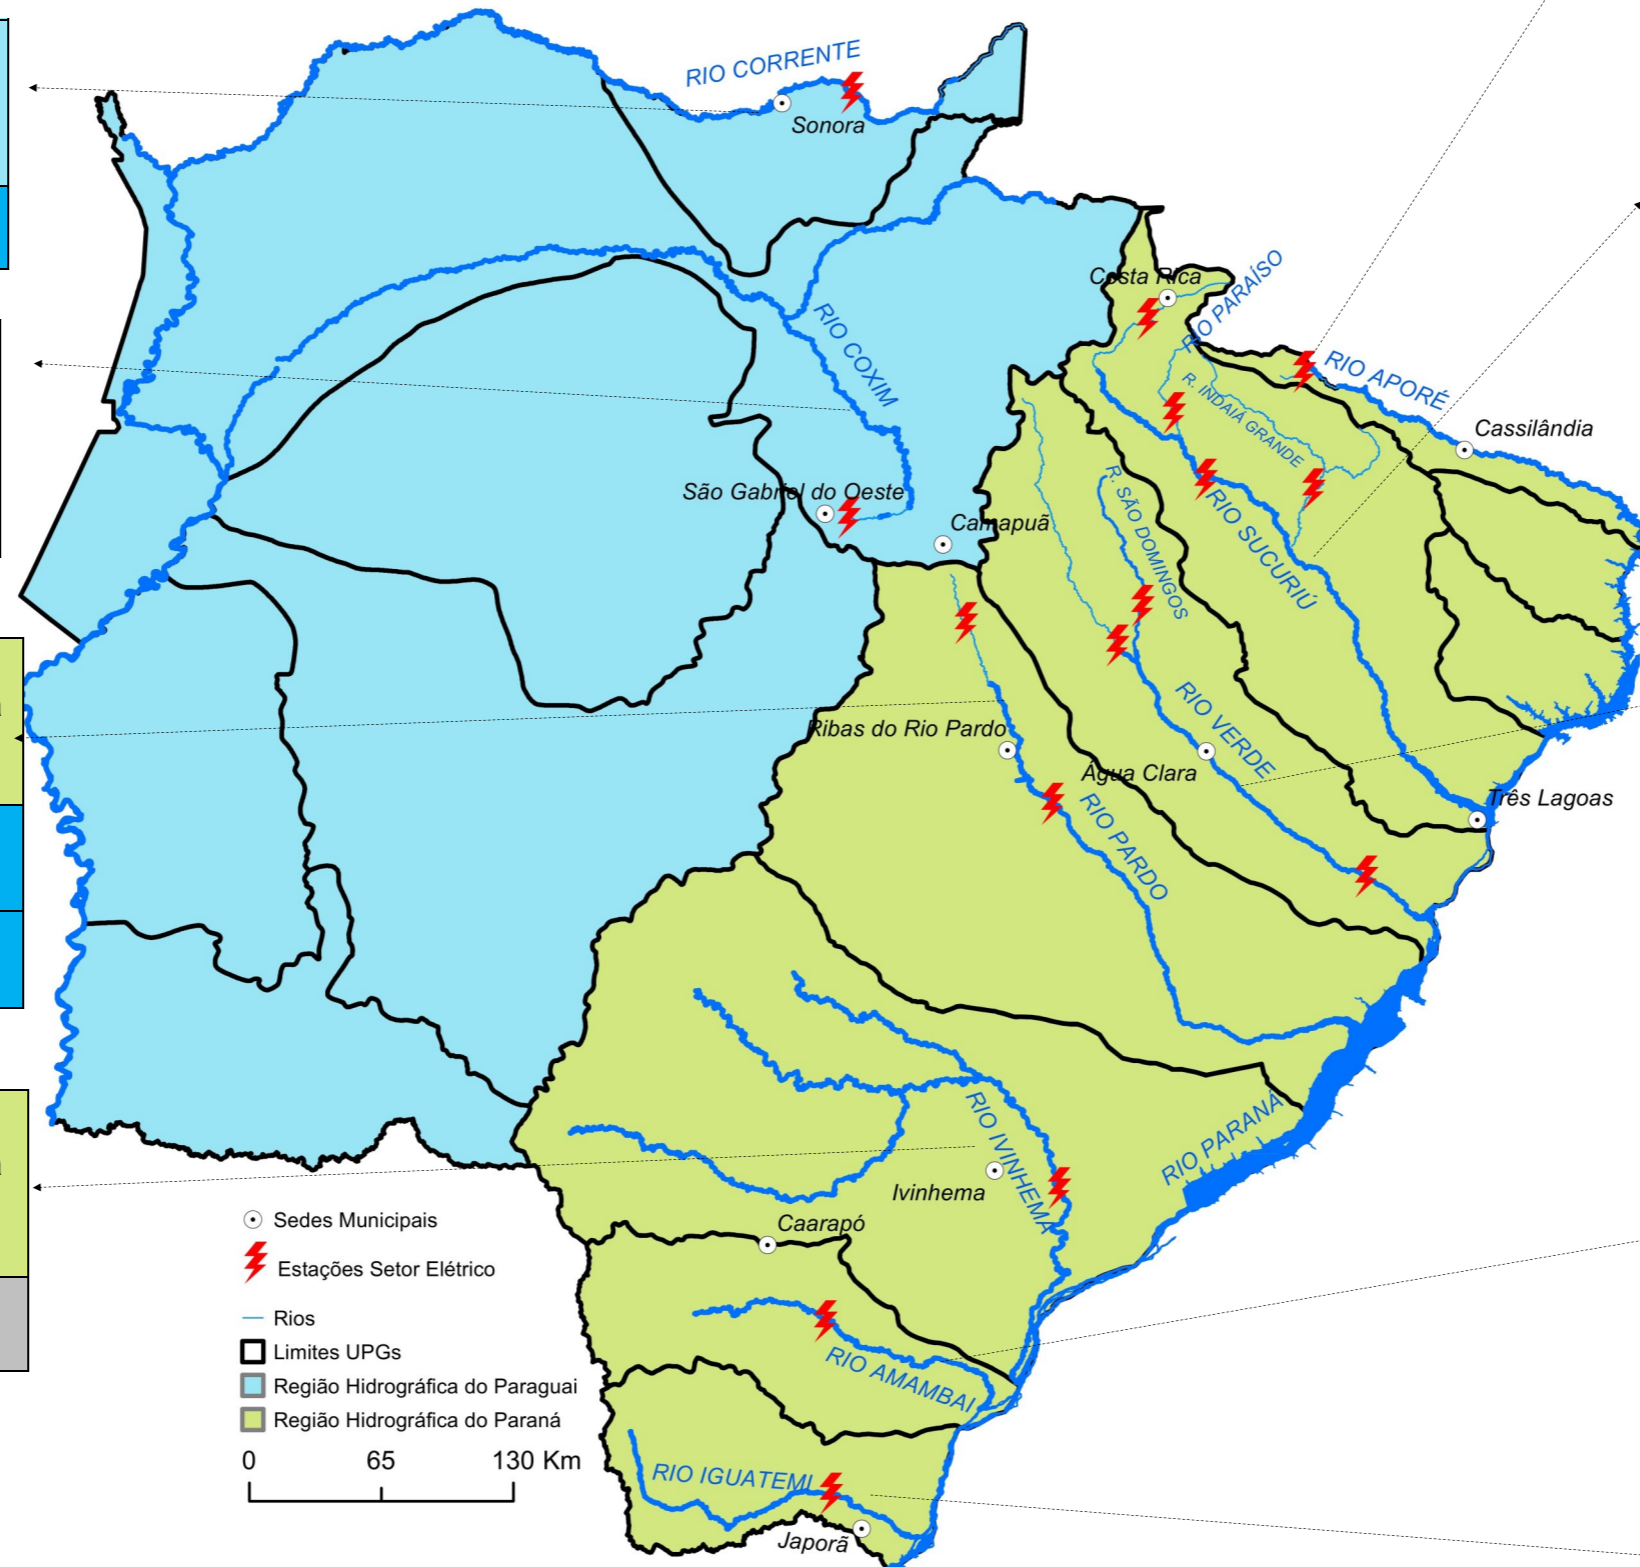 RIO CORRENTE
Sonora
Costa Rica
RIO PARAÍSO
RIO APORÉ
R. INDAIÁ GRANDE
Cassilândia
RIO COXIM
São Gabriel do Oeste
Camapuã
R. SÃO DOMINGOS
RIO SUCURIÚ
Ribas do Rio Pardo
RIO VERDE
Água Clara
RIO PARDO
Três Lagoas
RIO IVINHEMA
RIO PARANÁ
Ivinhema
Caarapó
RIO AMAMBAI
RIO IGUATEMI
Japorã
Sedes Municipais
Estações Setor Elétrico
Rios
Limites UPGs
Região Hidrográfica do Paraguai
Região Hidrográfica do Paraná
0 65 130 Km